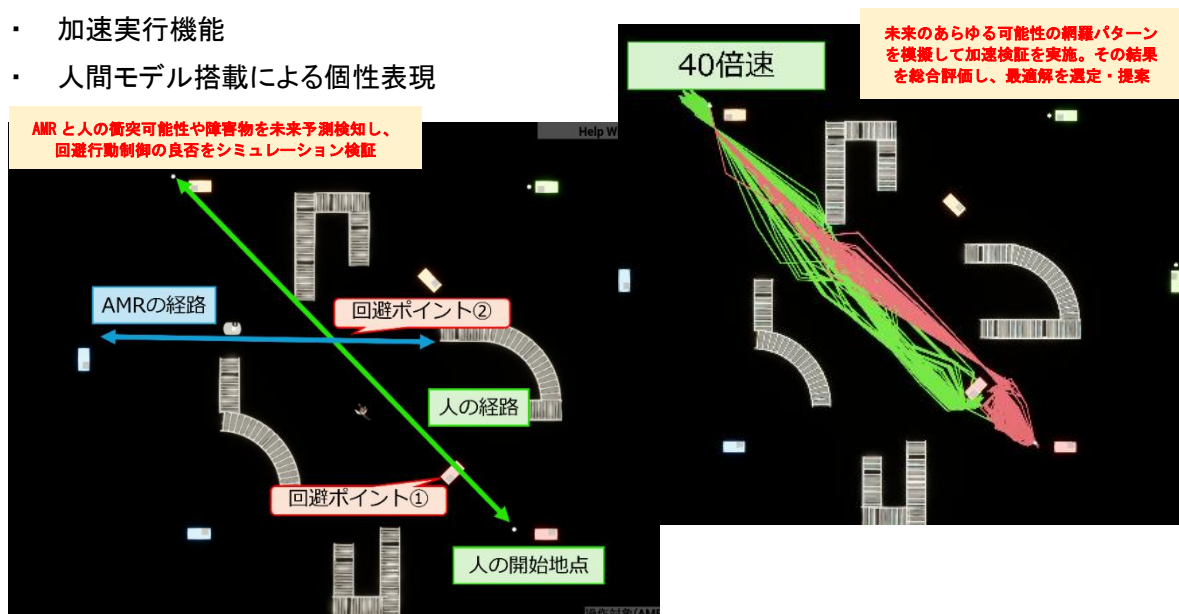 ・ 加速実行機能
・ 人間モデル搭載による個性表現
AMRと人の衝突可能性や障害物を未来予測検知し、
回避行動制御の良否をシミュレーション検証
Help W
AMRの経路
回避ポイント②
人の経路
回避ポイント①
人の開始地点
40倍速
未来のあらゆる可能性の網羅パターン
を模擬して加速検証を実施。その結果
を総合評価し、最適解を選定・提案